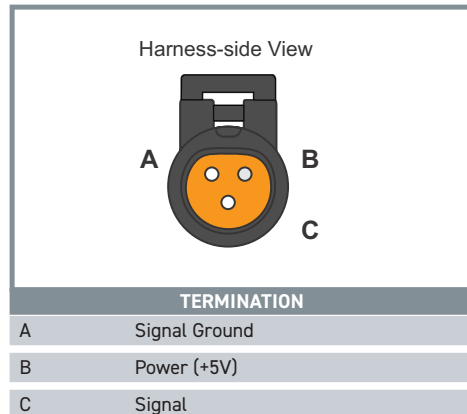 Harness-side View
A
B
C
TERMINATION
A Signal Ground
B Power (+5V)
C Signal